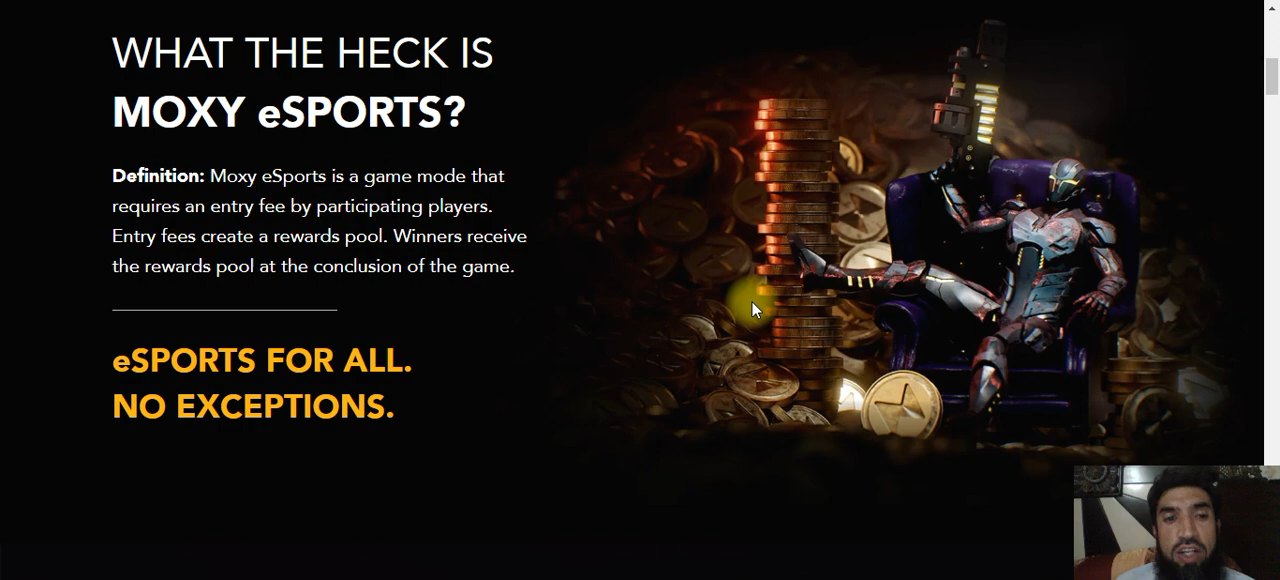 WHAT THE HECK IS
MOXY eSPORTS?
Definition: Moxy eSports is a game mode that
requires an entry fee by participating players.
Entry fees create a rewards pool. Winners receive
the rewards pool at the conclusion of the game.
eSPORTS FOR ALL.
NO EXCEPTIONS.